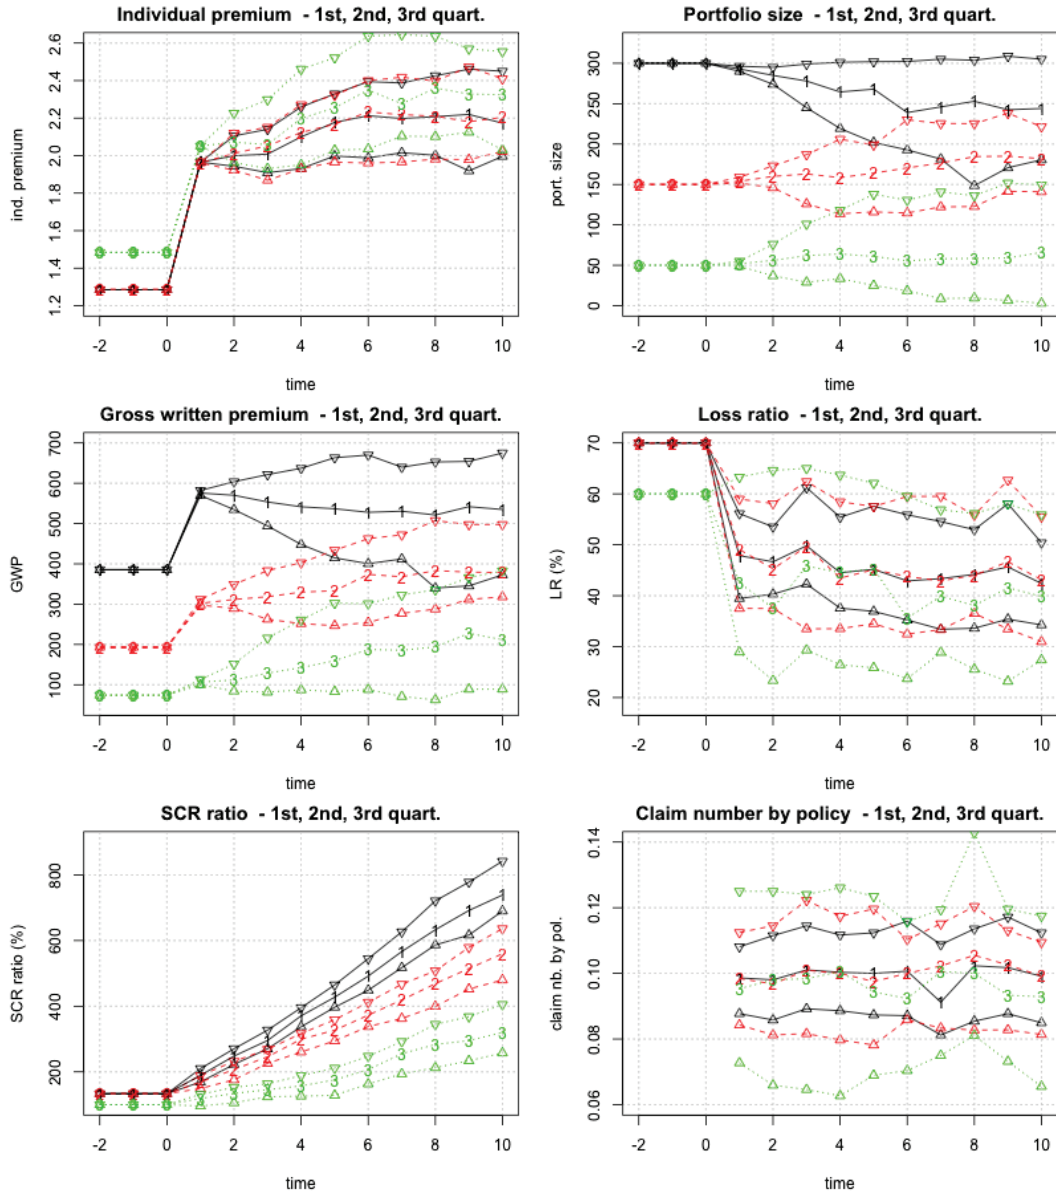 Individual premium - 1st, 2nd, 3rd quart.
ind. premium
2.6
2.4
2.2
2.0
1.8
1.6
1.4
1.2
-2 0 2 4 6 8 10
time
Portfolio size - 1st, 2nd, 3rd quart.
port. size
300
250
200
150
100
50
0
-2 0 2 4 6 8 10
time
Gross written premium - 1st, 2nd, 3rd quart.
GWP
700
600
500
400
300
200
100
-2 0 2 4 6 8 10
time
Loss ratio - 1st, 2nd, 3rd quart.
LR (%)
70
60
50
40
30
20
-2 0 2 4 6 8 10
time
SCR ratio - 1st, 2nd, 3rd quart.
SCR ratio (%)
800
600
400
200
-2 0 2 4 6 8 10
time
Claim number by policy - 1st, 2nd, 3rd quart.
claim nb. by pol.
0.14
0.12
0.10
0.08
0.06
-2 0 2 4 6 8 10
time